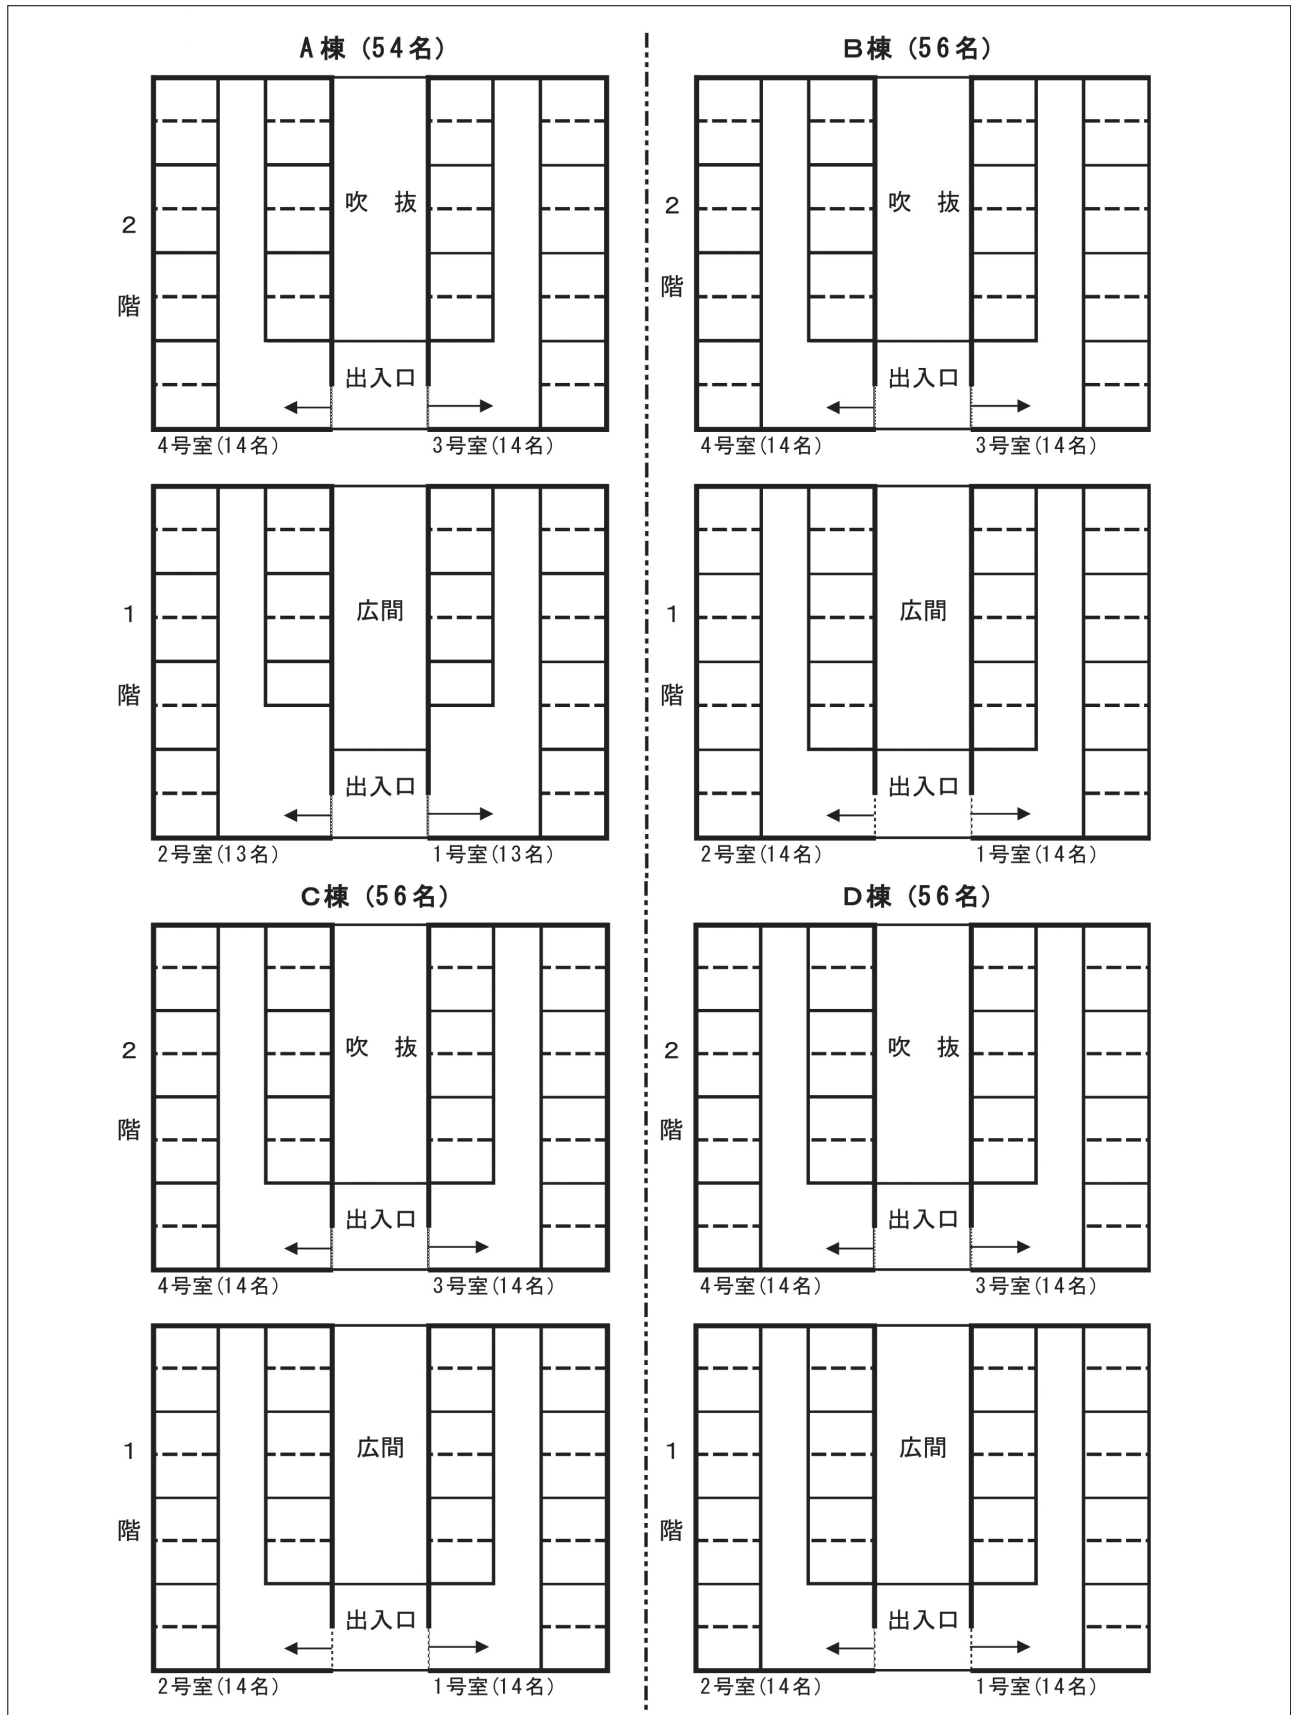 A棟（54名）
2階
吹　抜
出入口
4号室(14名)
3号室(14名)
1階
広間
出入口
2号室(13名)
1号室(13名)
B棟（56名）
2階
吹　抜
出入口
4号室(14名)
3号室(14名)
1階
広間
出入口
2号室(14名)
1号室(14名)
C棟（56名）
2階
吹　抜
出入口
4号室(14名)
3号室(14名)
1階
広間
出入口
2号室(14名)
1号室(14名)
D棟（56名）
2階
吹　抜
出入口
4号室(14名)
3号室(14名)
1階
広間
出入口
2号室(14名)
1号室(14名)